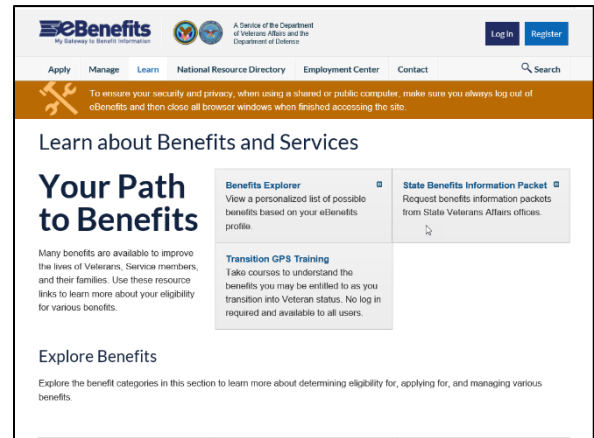 eBenefits
My Gateway to Benefit Information
A Service of the Department
of Veterans Affairs and the
Department of Defense
Log In
Register
Apply
Manage
Learn
National Resource Directory
Employment Center
Contact
Search
To ensure your security and privacy, when using a shared or public computer, make sure you always log out of
eBenefits and then close all browser windows when finished accessing the site.
Learn about Benefits and Services
Your Path
to Benefits
Many benefits are available to improve
the lives of Veterans, Service members,
and their families. Use these resource
links to learn more about your eligibility
for various benefits.
Benefits Explorer
View a personalized list of possible
benefits based on your eBenefits
profile.
State Benefits Information Packet
Request benefits information packets
from State Veterans Affairs offices.
Transition GPS Training
Take courses to understand the
benefits you may be entitled to as you
transition into Veteran status. No log in
required and available to all users.
Explore Benefits
Explore the benefit categories in this section to learn more about determining eligibility for, applying for, and managing various
benefits.